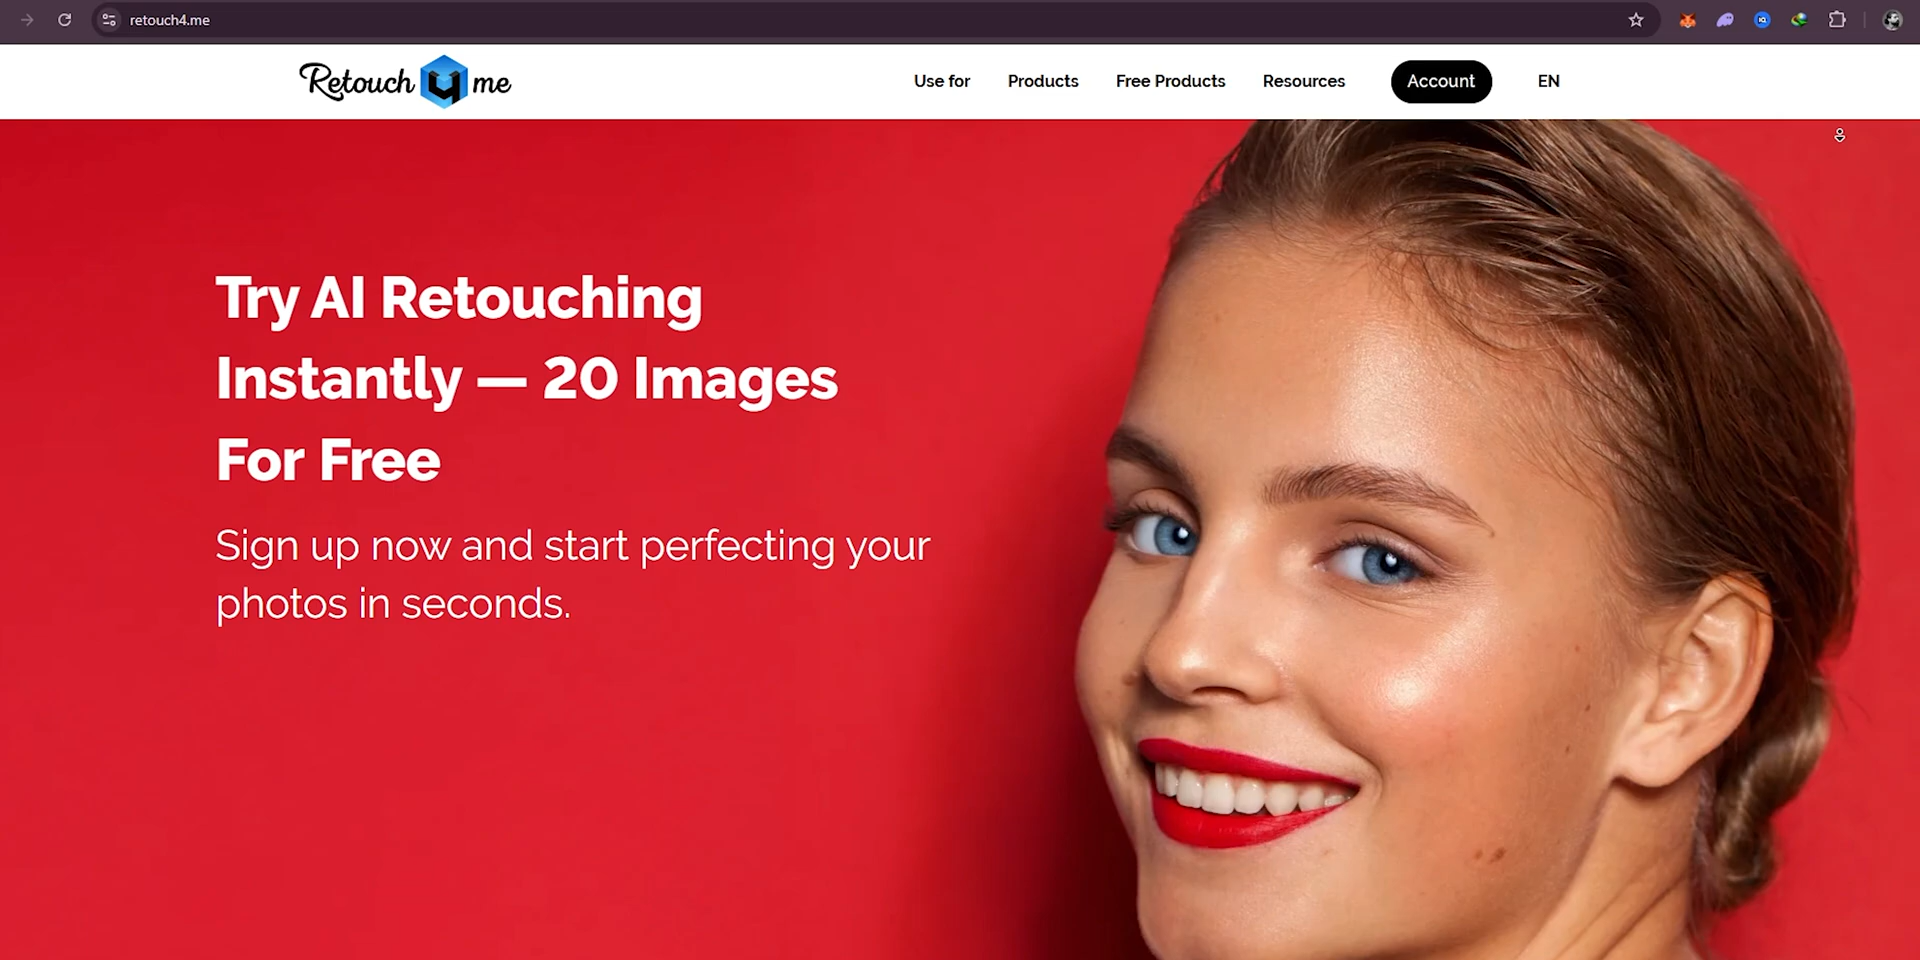 retouch4.me
Retouch 4 me
Use for
Products
Free Products
Resources
Account
EN
Try AI Retouching
Instantly — 20 Images
For Free
Sign up now and start perfecting your
photos in seconds.